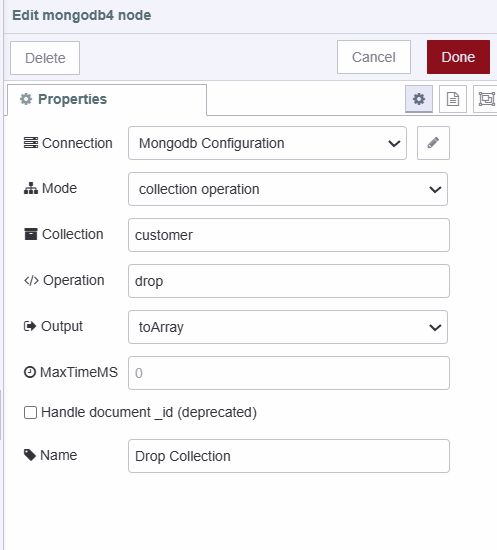 Edit mongodb4 node
Delete
Cancel
Done
Properties
Connection
Mongodb Configuration
Mode
collection operation
Collection
customer
Operation
drop
Output
toArray
MaxTimeMS
0
Handle document _id (deprecated)
Name
Drop Collection